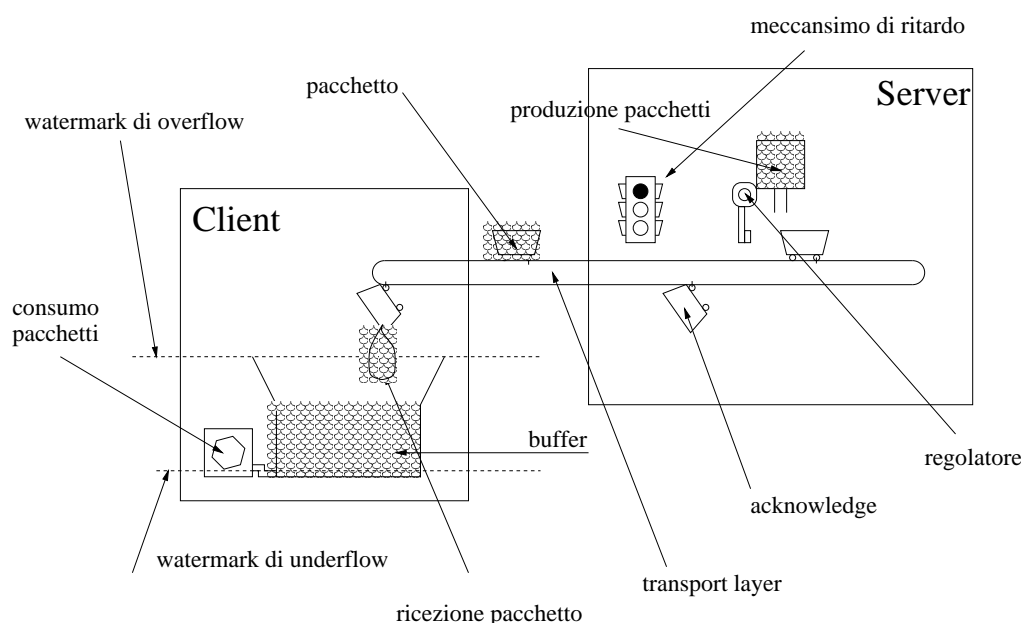 meccansimo di ritardo
pacchetto
Server
produzione pacchetti
watermark di overflow
Client
consumo
pacchetti
buffer
regolatore
acknowledge
watermark di underflow
transport layer
ricezione pacchetto